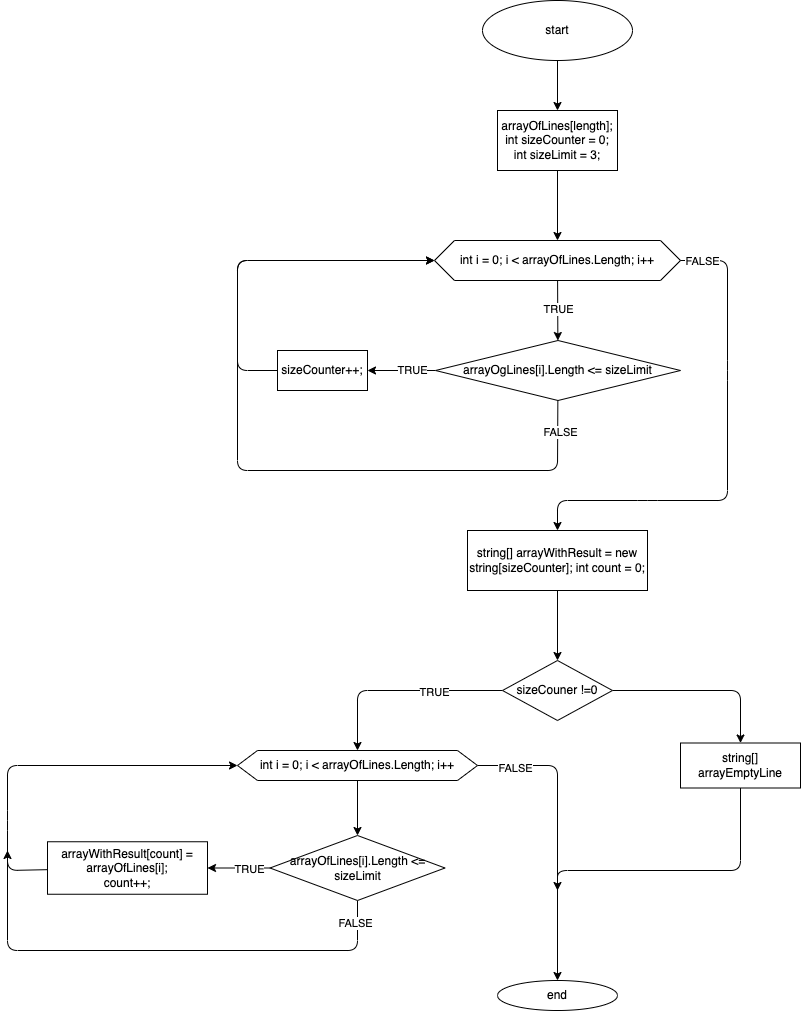 start
arrayOfLines[length];
int sizeCounter = 0;
int sizeLimit = 3;
int i = 0; i < arrayOfLines.Length; i++
FALSE
TRUE
sizeCounter++;
TRUE
arrayOgLines[i].Length <= sizeLimit
FALSE
string[] arrayWithResult = new
string[sizeCounter]; int count = 0;
TRUE
sizeCouner !=0
string[]
arrayEmptyLine
int i = 0; i < arrayOfLines.Length; i++
FALSE
arrayWithResult[count] =
arrayOfLines[i];
count++;
TRUE
arrayOfLines[i].Length <=
sizeLimit
FALSE
end